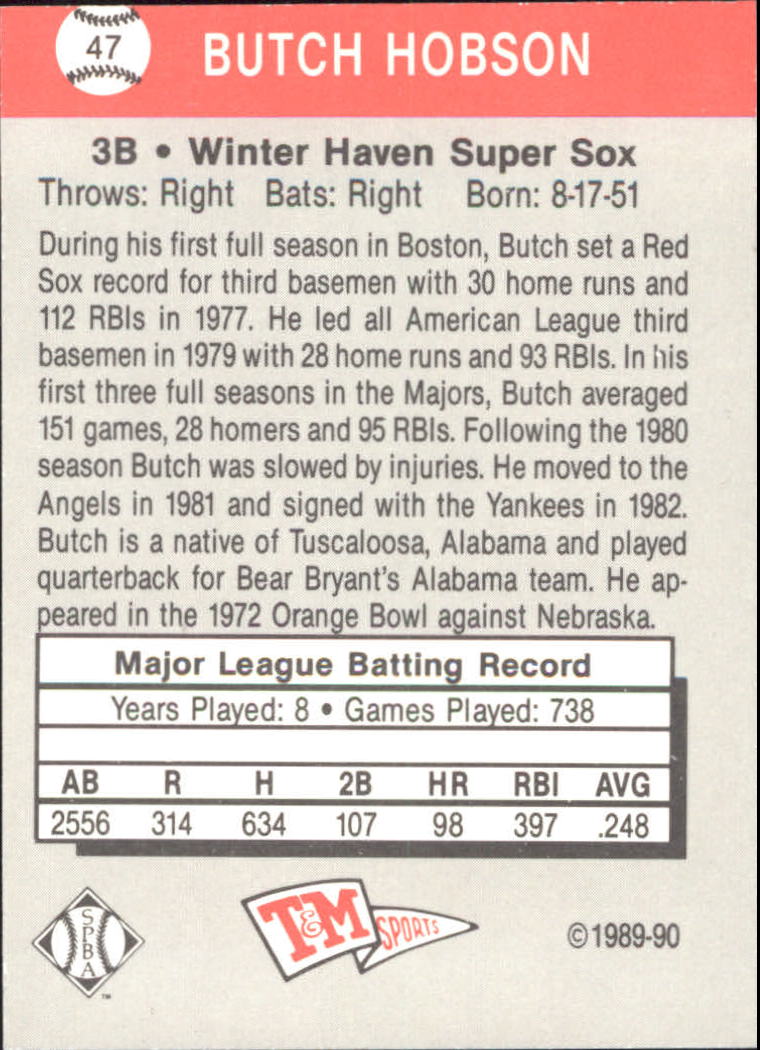 47
BUTCH HOBSON
3B • Winter Haven Super Sox
Throws: Right Bats: Right Born: 8-17-51
During his first full season in Boston, Butch set a Red
Sox record for third basemen with 30 home runs and
112 RBIs in 1977. He led all American League third
basemen in 1979 with 28 home runs and 93 RBIs. In his
first three full seasons in the Majors, Butch averaged
151 games, 28 homers and 95 RBIs. Following the 1980
season Butch was slowed by injuries. He moved to the
Angels in 1981 and signed with the Yankees in 1982.
Butch is a native of Tuscaloosa, Alabama and played
quarterback for Bear Bryant's Alabama team. He ap-
peared in the 1972 Orange Bowl against Nebraska.
Major League Batting Record
Years Played: 8 • Games Played: 738
AB R H 2B HR RBI AVG
2556 314 634 107 98 397 .248
SPBA
™
T&M
SPORTS
©1989-90